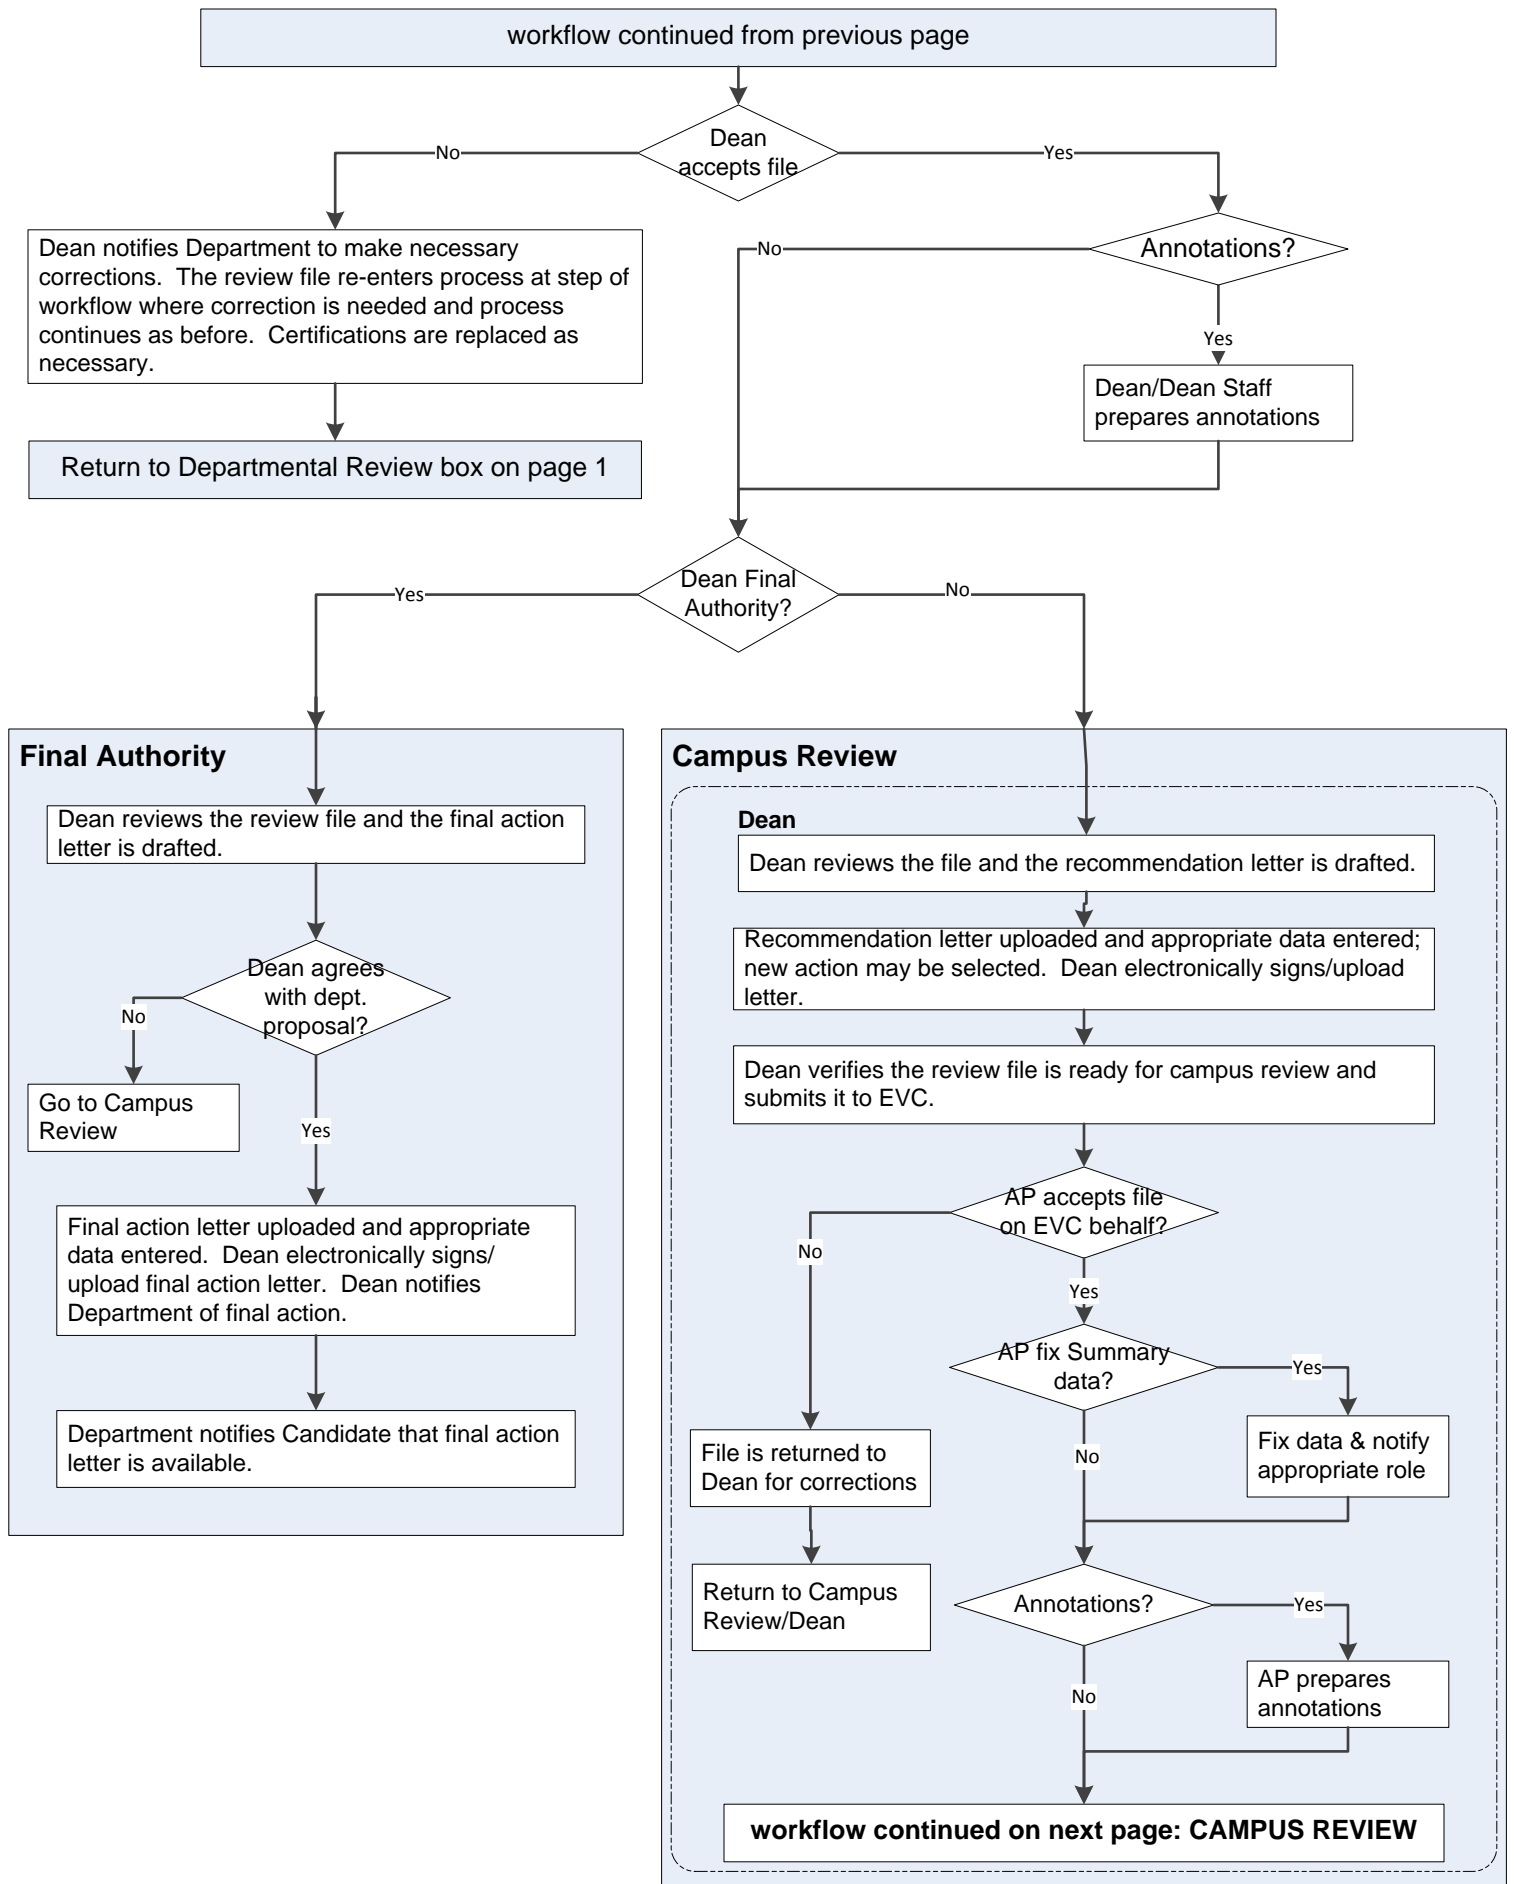 workflow continued from previous page
Dean
accepts file
No
Yes
Dean notifies Department to make necessary
corrections.  The review file re-enters process at step of
workflow where correction is needed and process
continues as before.  Certifications are replaced as
necessary.
Annotations?
No
Yes
Dean/Dean Staff
prepares annotations
Return to Departmental Review box on page 1
Dean Final
Authority?
Yes
No
Final Authority
Dean reviews the review file and the final action
letter is drafted.
Dean agrees
with dept.
proposal?
No
Go to Campus
Review
Yes
Final action letter uploaded and appropriate
data entered.  Dean electronically signs/
upload final action letter.  Dean notifies
Department of final action.
Department notifies Candidate that final action
letter is available.
Campus Review
Dean
Dean reviews the file and the recommendation letter is drafted.
Recommendation letter uploaded and appropriate data entered;
new action may be selected.  Dean electronically signs/upload
letter.
Dean verifies the review file is ready for campus review and
submits it to EVC.
AP accepts file
on EVC behalf?
No
Yes
AP fix Summary
data?
Yes
No
File is returned to
Dean for corrections
Fix data & notify
appropriate role
Return to Campus
Review/Dean
Annotations?
Yes
No
AP prepares
annotations
workflow continued on next page: CAMPUS REVIEW